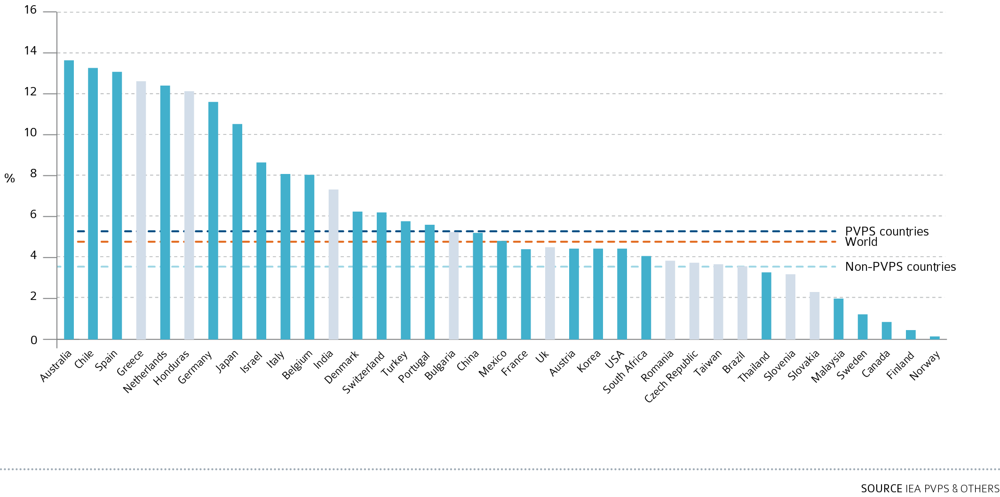 16
14
12
10
8
%
6
4
2
0
PVPS countries
World
Non-PVPS countries
Australia
Chile
Spain
Greece
Netherlands
Honduras
Germany
Japan
Israel
Italy
Belgium
India
Denmark
Switzerland
Turkey
Portugal
Bulgaria
China
Mexico
France
Uk
Austria
Korea
USA
South Africa
Romania
Czech Republic
Taiwan
Brazil
Thailand
Slovenia
Slovakia
Malaysia
Sweden
Canada
Finland
Norway
SOURCE IEA PVPS & OTHERS